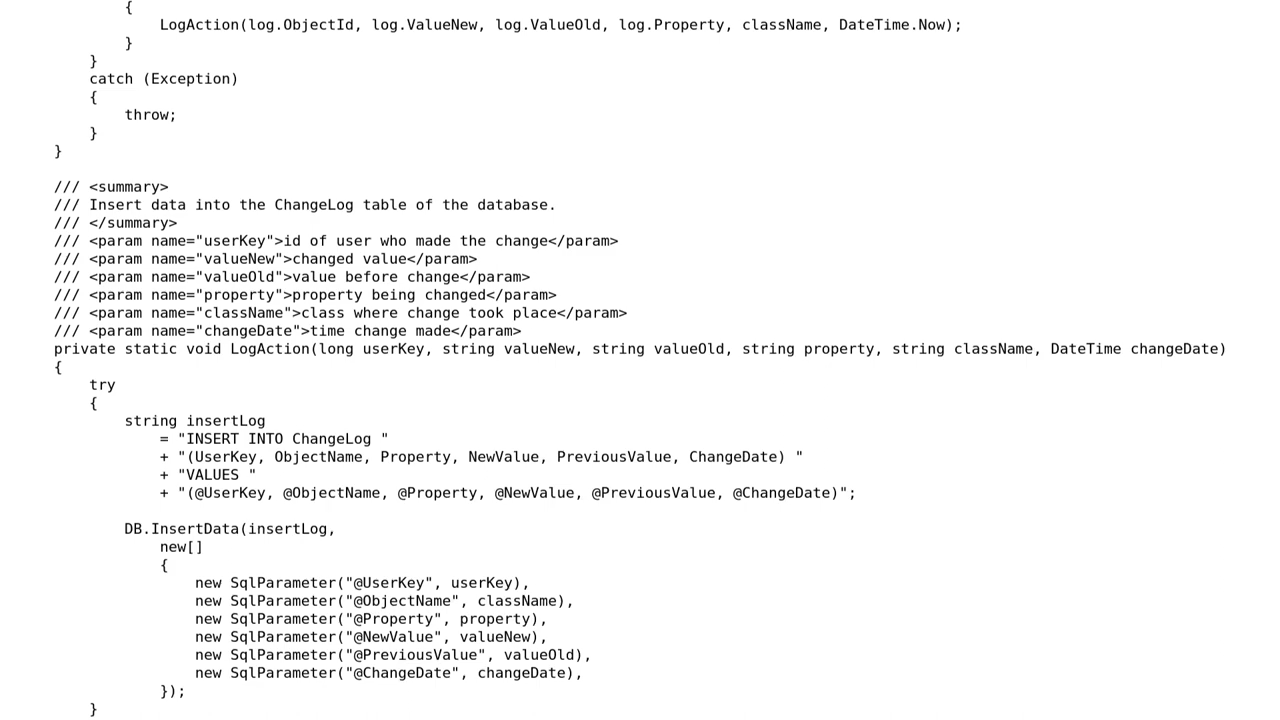 {
LogAction(log.ObjectId, log.ValueNew, log.ValueOld, log.Property, className, DateTime.Now);
}
}
catch (Exception)
{
throw;
}
}
/// <summary>
/// Insert data into the ChangeLog table of the database.
/// </summary>
/// <param name="userKey">id of user who made the change</param>
/// <param name="valueNew">changed value</param>
/// <param name="valueOld">value before change</param>
/// <param name="property">property being changed</param>
/// <param name="className">class where change took place</param>
/// <param name="changeDate">time change made</param>
private static void LogAction(long userKey, string valueNew, string valueOld, string property, string className, DateTime changeDate)
{
try
{
string insertLog
= "INSERT INTO ChangeLog "
+ "(UserKey, ObjectName, Property, NewValue, PreviousValue, ChangeDate) "
+ "VALUES "
+ "(@UserKey, @ObjectName, @Property, @NewValue, @PreviousValue, @ChangeDate)";
DB.InsertData(insertLog,
new[]
{
new SqlParameter("@UserKey", userKey),
new SqlParameter("@ObjectName", className),
new SqlParameter("@Property", property),
new SqlParameter("@NewValue", valueNew),
new SqlParameter("@PreviousValue", valueOld),
new SqlParameter("@ChangeDate", changeDate),
});
}